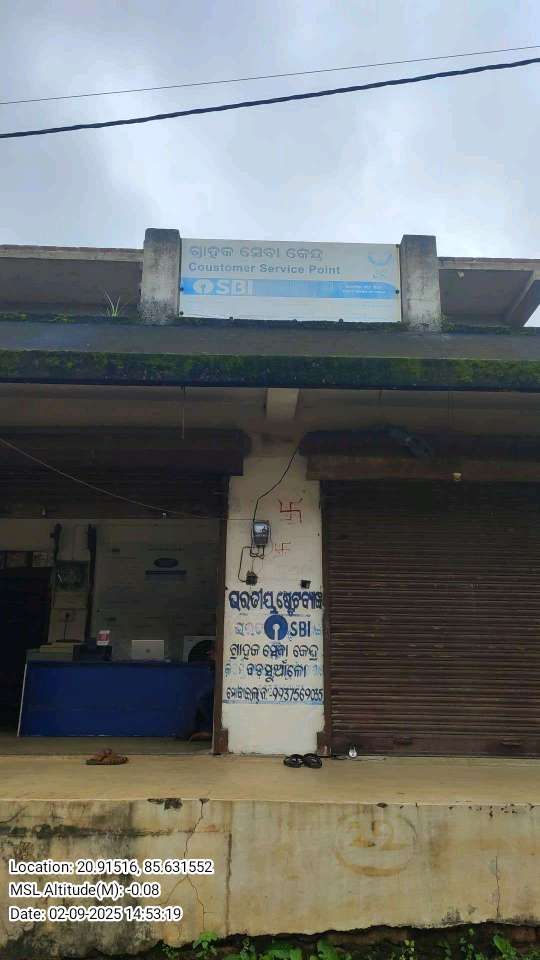 ଗ୍ରାହକ ସେବା କେନ୍ଦ୍ର
Coustomer Service Point
SBI
ଭାରତୀୟ ଷ୍ଟେଟବ୍ୟାଙ୍କ
SBI
ଗ୍ରାହକ ସେବା କେନ୍ଦ୍ର
ବଡ଼ସୁଆଁଳୋ
Location: 20.91516, 85.631552
MSL Altitude(M): -0.08
Date: 02-09-2025 14:53:19